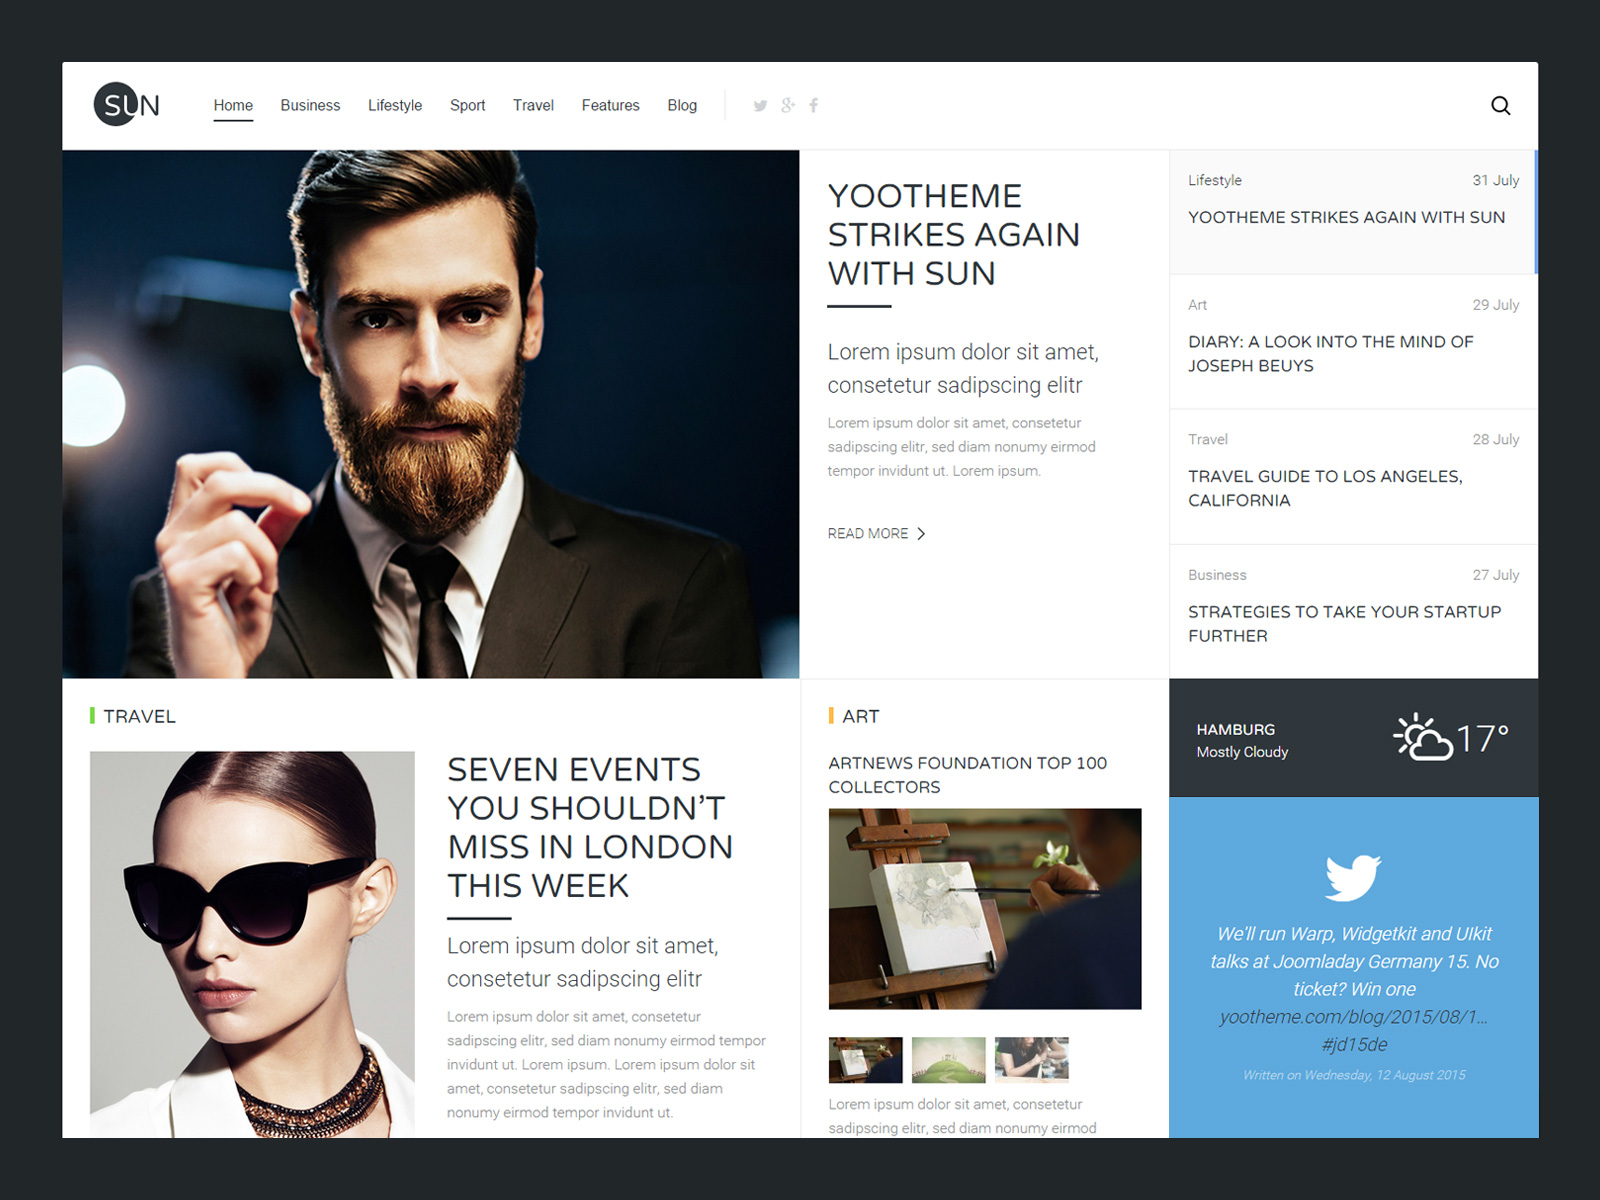 SUN
Home Business Lifestyle Sport Travel Features Blog
YOOTHEME
STRIKES AGAIN
WITH SUN
Lorem ipsum dolor sit amet,
consetetur sadipscing elitr
Lorem ipsum dolor sit amet, consetetur
sadipscing elitr, sed diam nonumy eirmod
tempor invidunt ut. Lorem ipsum.
READ MORE
Lifestyle 31 July
YOOTHEME STRIKES AGAIN WITH SUN
Art 29 July
DIARY: A LOOK INTO THE MIND OF
JOSEPH BEUYS
Travel 28 July
TRAVEL GUIDE TO LOS ANGELES,
CALIFORNIA
Business 27 July
STRATEGIES TO TAKE YOUR STARTUP
FURTHER
TRAVEL
SEVEN EVENTS
YOU SHOULDN'T
MISS IN LONDON
THIS WEEK
Lorem ipsum dolor sit amet,
consetetur sadipscing elitr
Lorem ipsum dolor sit amet, consetetur
sadipscing elitr, sed diam nonumy eirmod tempor
invidunt ut. Lorem ipsum. Lorem ipsum dolor sit
amet, consetetur sadipscing elitr, sed diam
nonumy eirmod tempor invidunt ut.
ART
ARTNEWS FOUNDATION TOP 100
COLLECTORS
Lorem ipsum dolor sit amet, consetetur
sadipscing elitr, sed diam nonumy eirmod
HAMBURG
Mostly Cloudy
17°
We'll run Warp, Widgetkit and UIkit
talks at Joomladay Germany 15. No
ticket? Win one
yootheme.com/blog/2015/08/1...
#jd15de
Written on Wednesday, 12 August 2015